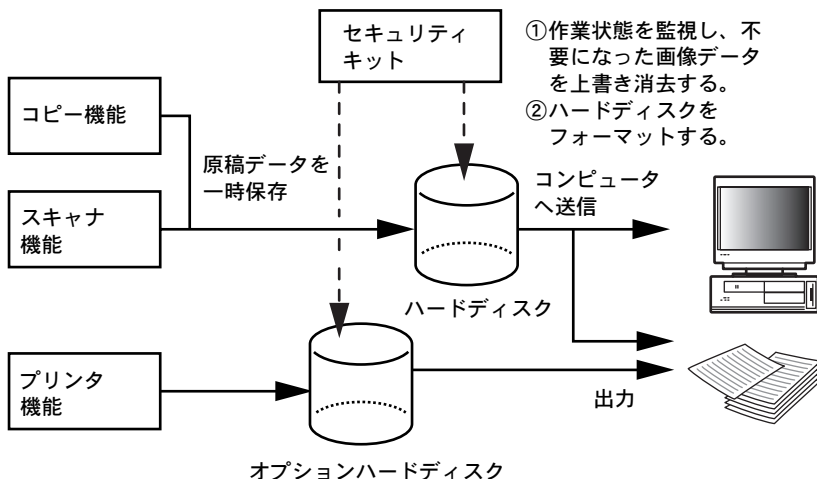 セキュリティ
キット
①作業状態を監視し、不
要になった画像データ
を上書き消去する。
②ハードディスクを
フォーマットする。
コピー機能
原稿データを
一時保存
スキャナ
機能
コンピュータ
へ送信
ハードディスク
プリンタ
機能
出力
オプションハードディスク